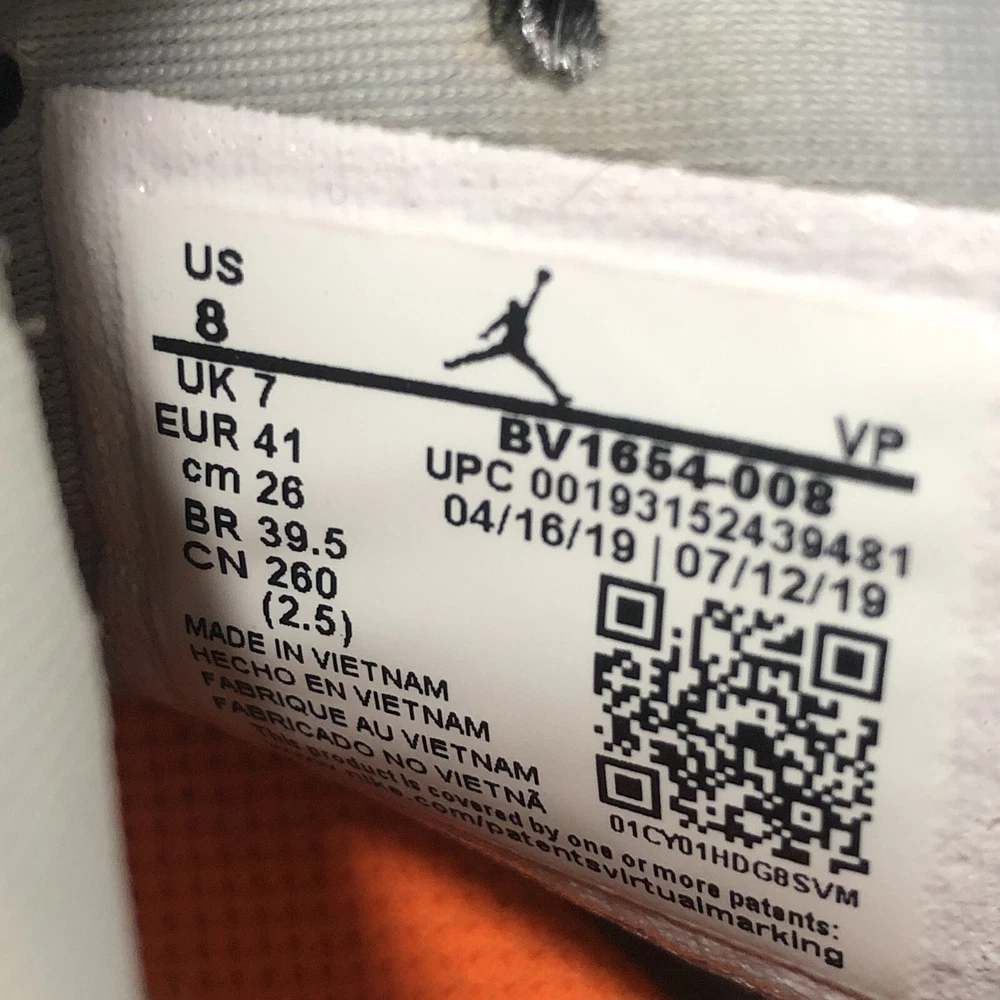 US
8
UK 7
EUR 41
cm 26
BR 39.5
CN 260
(2.5)
VP
BV1654-008
UPC 00193152439481
04/16/19 | 07/12/19
MADE IN VIETNAM
HECHO EN VIETNAM
FABRIQUE AU VIETNAM
FABRICADO NO VIETNÃ
This product is covered by one or more patents:
www.nike.com/patentsvirtualmarking
01CY01HDG8SVM